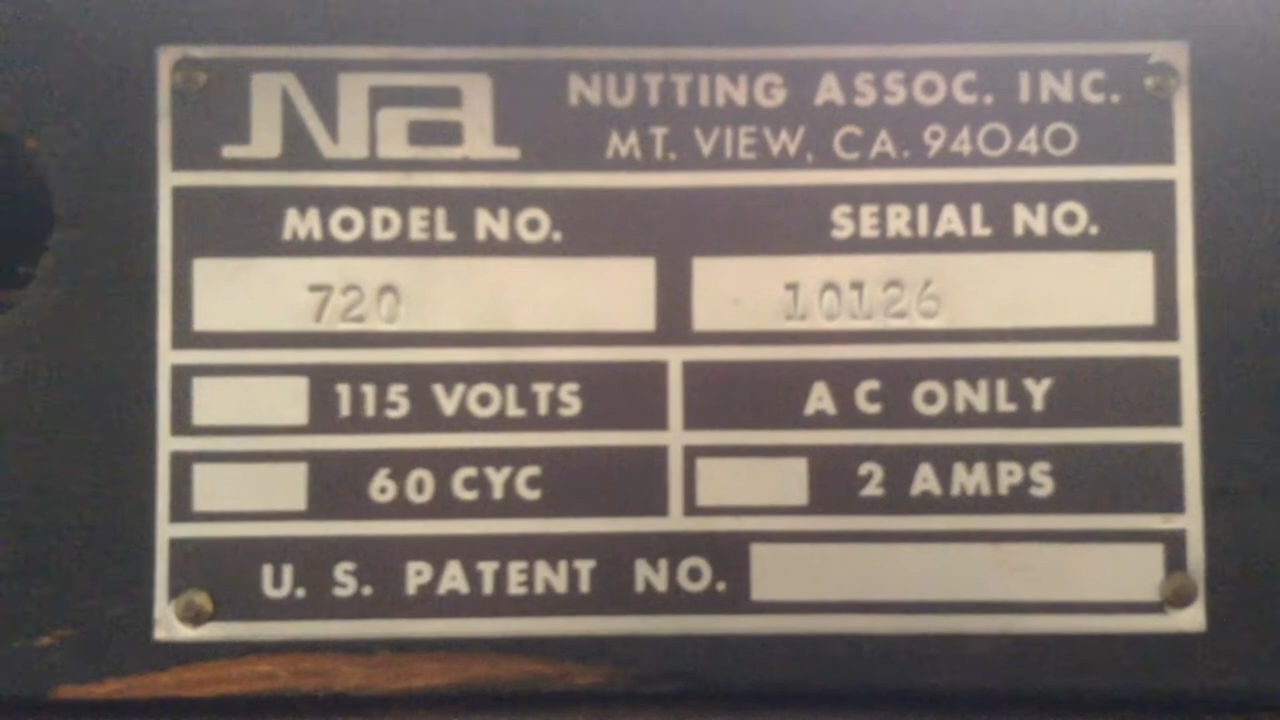 Na NUTTING ASSOC. INC.
MT. VIEW, CA. 94040
MODEL NO. SERIAL NO.
720 10126
115 VOLTS AC ONLY
60 CYC 2 AMPS
U. S. PATENT NO.